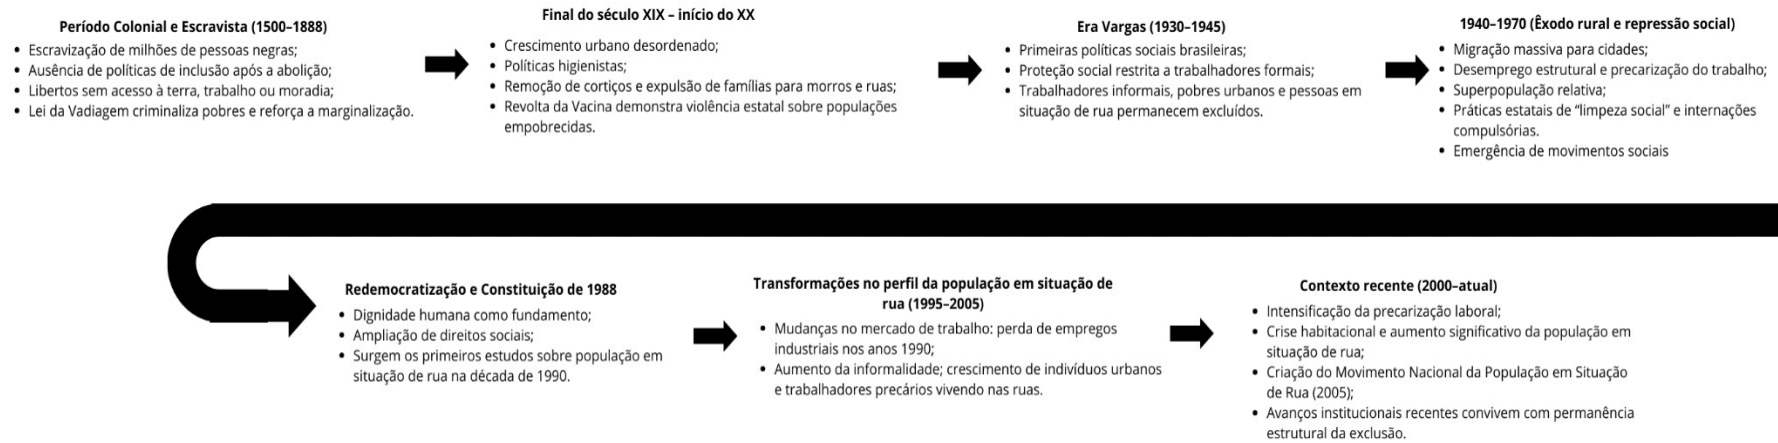 Período Colonial e Escravista (1500–1888)
• Escravização de milhões de pessoas negras;
• Ausência de políticas de inclusão após a abolição;
• Libertos sem acesso à terra, trabalho ou moradia;
• Lei da Vadiagem criminaliza pobres e reforça a marginalização.
Final do século XIX – início do XX
• Crescimento urbano desordenado;
• Políticas higienistas;
• Remoção de cortiços e expulsão de famílias para morros e ruas;
• Revolta da Vacina demonstra violência estatal sobre populações
empobrecidas.
Era Vargas (1930–1945)
• Primeiras políticas sociais brasileiras;
• Proteção social restrita a trabalhadores formais;
• Trabalhadores informais, pobres urbanos e pessoas em
situação de rua permanecem excluídos.
1940–1970 (Êxodo rural e repressão social)
• Migração massiva para cidades;
• Desemprego estrutural e precarização do trabalho;
• Superpopulação relativa;
• Práticas estatais de “limpeza social” e internações
compulsórias.
• Emergência de movimentos sociais
Redemocratização e Constituição de 1988
• Dignidade humana como fundamento;
• Ampliação de direitos sociais;
• Surgem os primeiros estudos sobre população em
situação de rua na década de 1990.
Transformações no perfil da população em situação de
rua (1995–2005)
• Mudanças no mercado de trabalho: perda de empregos
industriais nos anos 1990;
• Aumento da informalidade; crescimento de indivíduos urbanos
e trabalhadores precários vivendo nas ruas.
Contexto recente (2000–atual)
• Intensificação da precarização laboral;
• Crise habitacional e aumento significativo da população em
situação de rua;
• Criação do Movimento Nacional da População em Situação
de Rua (2005);
• Avanços institucionais recentes convivem com permanência
estrutural da exclusão.